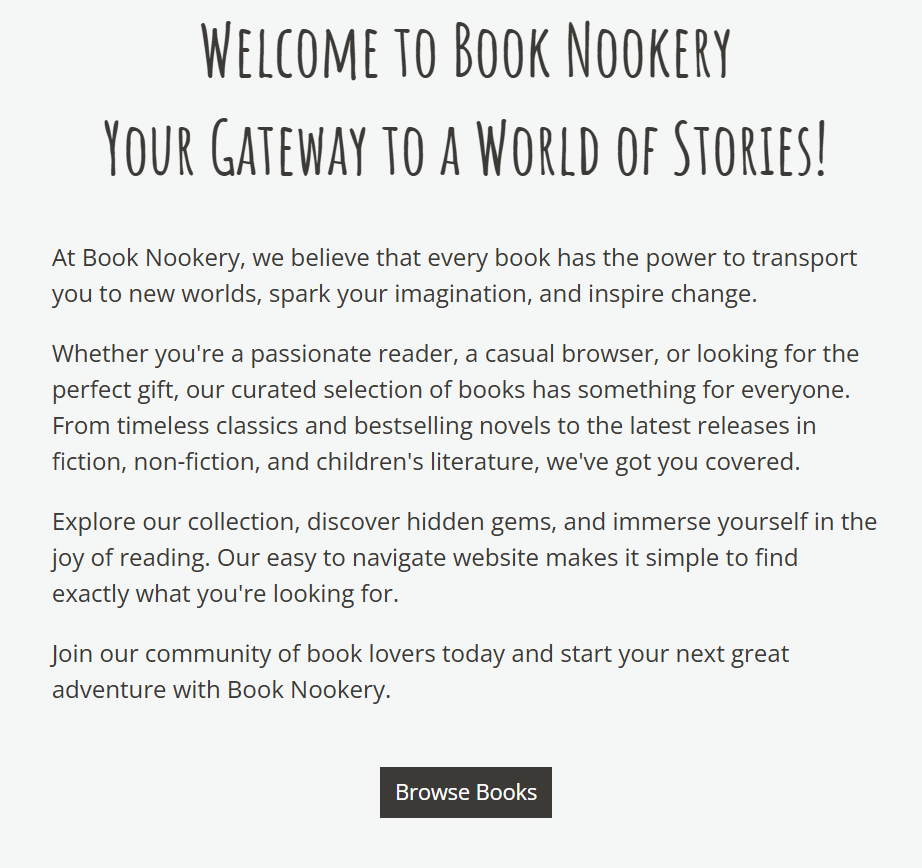 Welcome to Book Nookery
Your Gateway to a World of Stories!
At Book Nookery, we believe that every book has the power to transport
you to new worlds, spark your imagination, and inspire change.
Whether you're a passionate reader, a casual browser, or looking for the
perfect gift, our curated selection of books has something for everyone.
From timeless classics and bestselling novels to the latest releases in
fiction, non-fiction, and children's literature, we've got you covered.
Explore our collection, discover hidden gems, and immerse yourself in the
joy of reading. Our easy to navigate website makes it simple to find
exactly what you're looking for.
Join our community of book lovers today and start your next great
adventure with Book Nookery.
Browse Books